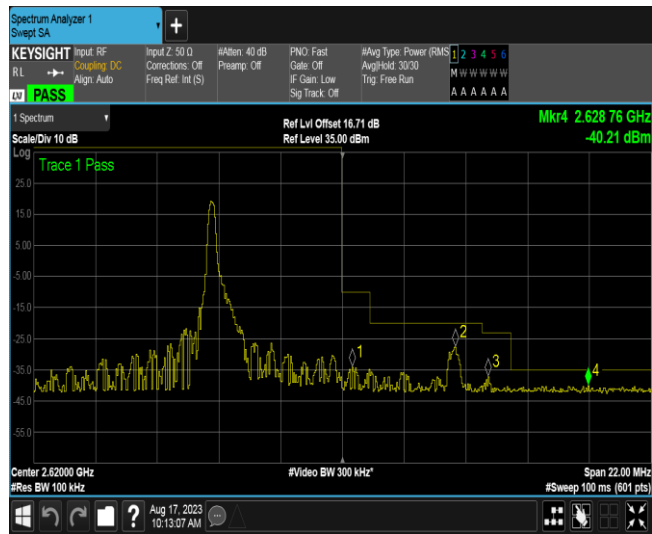 Spectrum Analyzer 1
Swept SA
+
KEYSIGHT
RL
LXI PASS
Input: RF
Coupling: DC
Align: Auto
Input Z: 50 Ω
Corrections: Off
Freq Ref: Int (S)
#Atten: 40 dB
Preamp: Off
PNO: Fast
Gate: Off
IF Gain: Low
Sig Track: Off
#Avg Type: Power (RMS
Avg|Hold: 30/30
Trig: Free Run
1 2 3 4 5 6
M W W W W W
A A A A A A
1 Spectrum
Scale/Div 10 dB
Ref Lvl Offset 16.71 dB
Ref Level 35.00 dBm
Mkr4 2.628 76 GHz
-40.21 dBm
Log
Trace 1 Pass
25.0
15.0
5.00
-5.00
-15.0
-25.0
-35.0
-45.0
-55.0
1
2
3
4
Center 2.62000 GHz
#Res BW 100 kHz
#Video BW 300 kHz*
Span 22.00 MHz
#Sweep 100 ms (601 pts)
?
Aug 17, 2023
10:13:07 AM